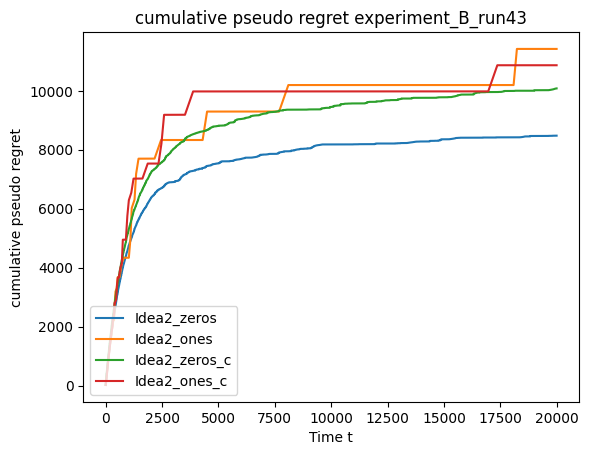 cumulative pseudo regret experiment_B_run43
cumulative pseudo regret
10000
8000
6000
4000
2000
0
Idea2_zeros
Idea2_ones
Idea2_zeros_c
Idea2_ones_c
0 2500 5000 7500 10000 12500 15000 17500 20000
Time t